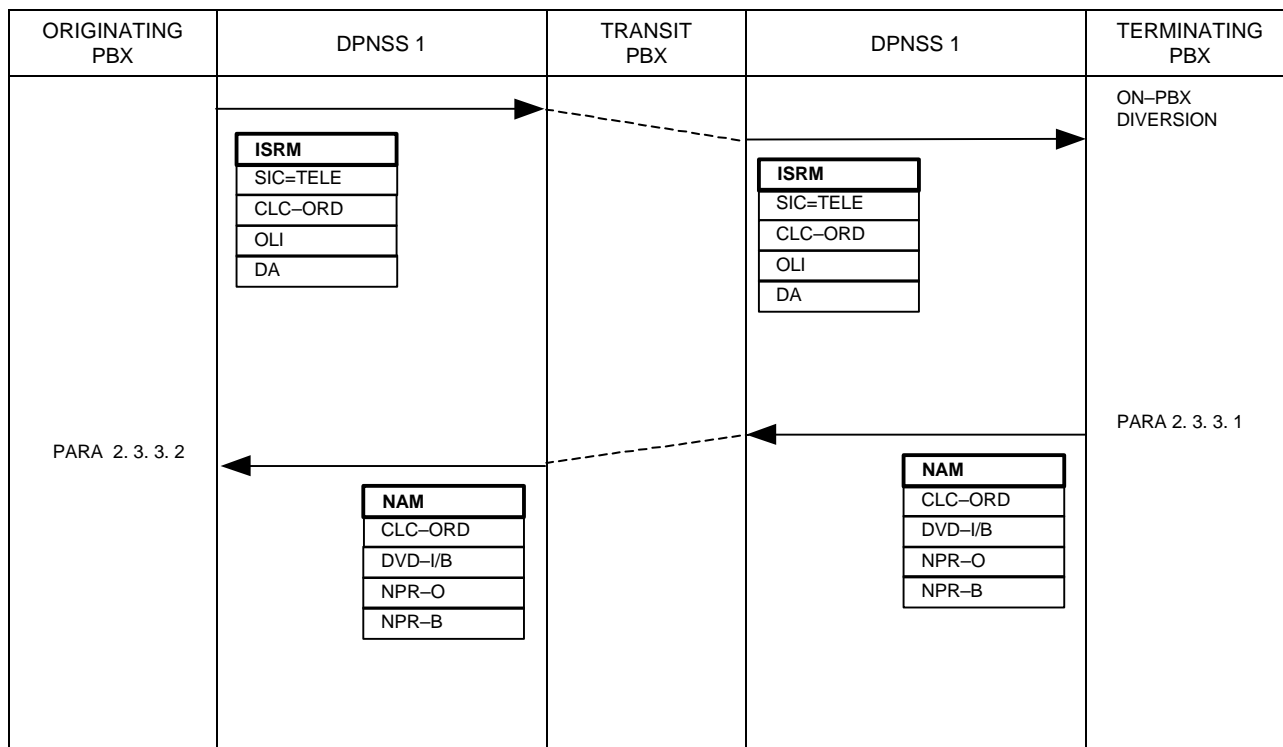 ORIGINATING
PBX
DPNSS 1
TRANSIT
PBX
DPNSS 1
TERMINATING
PBX
ON–PBX
DIVERSION
ISRM
SIC=TELE
CLC–ORD
OLI
DA
ISRM
SIC=TELE
CLC–ORD
OLI
DA
PARA 2. 3. 3. 1
PARA 2. 3. 3. 2
NAM
CLC–ORD
DVD–I/B
NPR–O
NPR–B
NAM
CLC–ORD
DVD–I/B
NPR–O
NPR–B